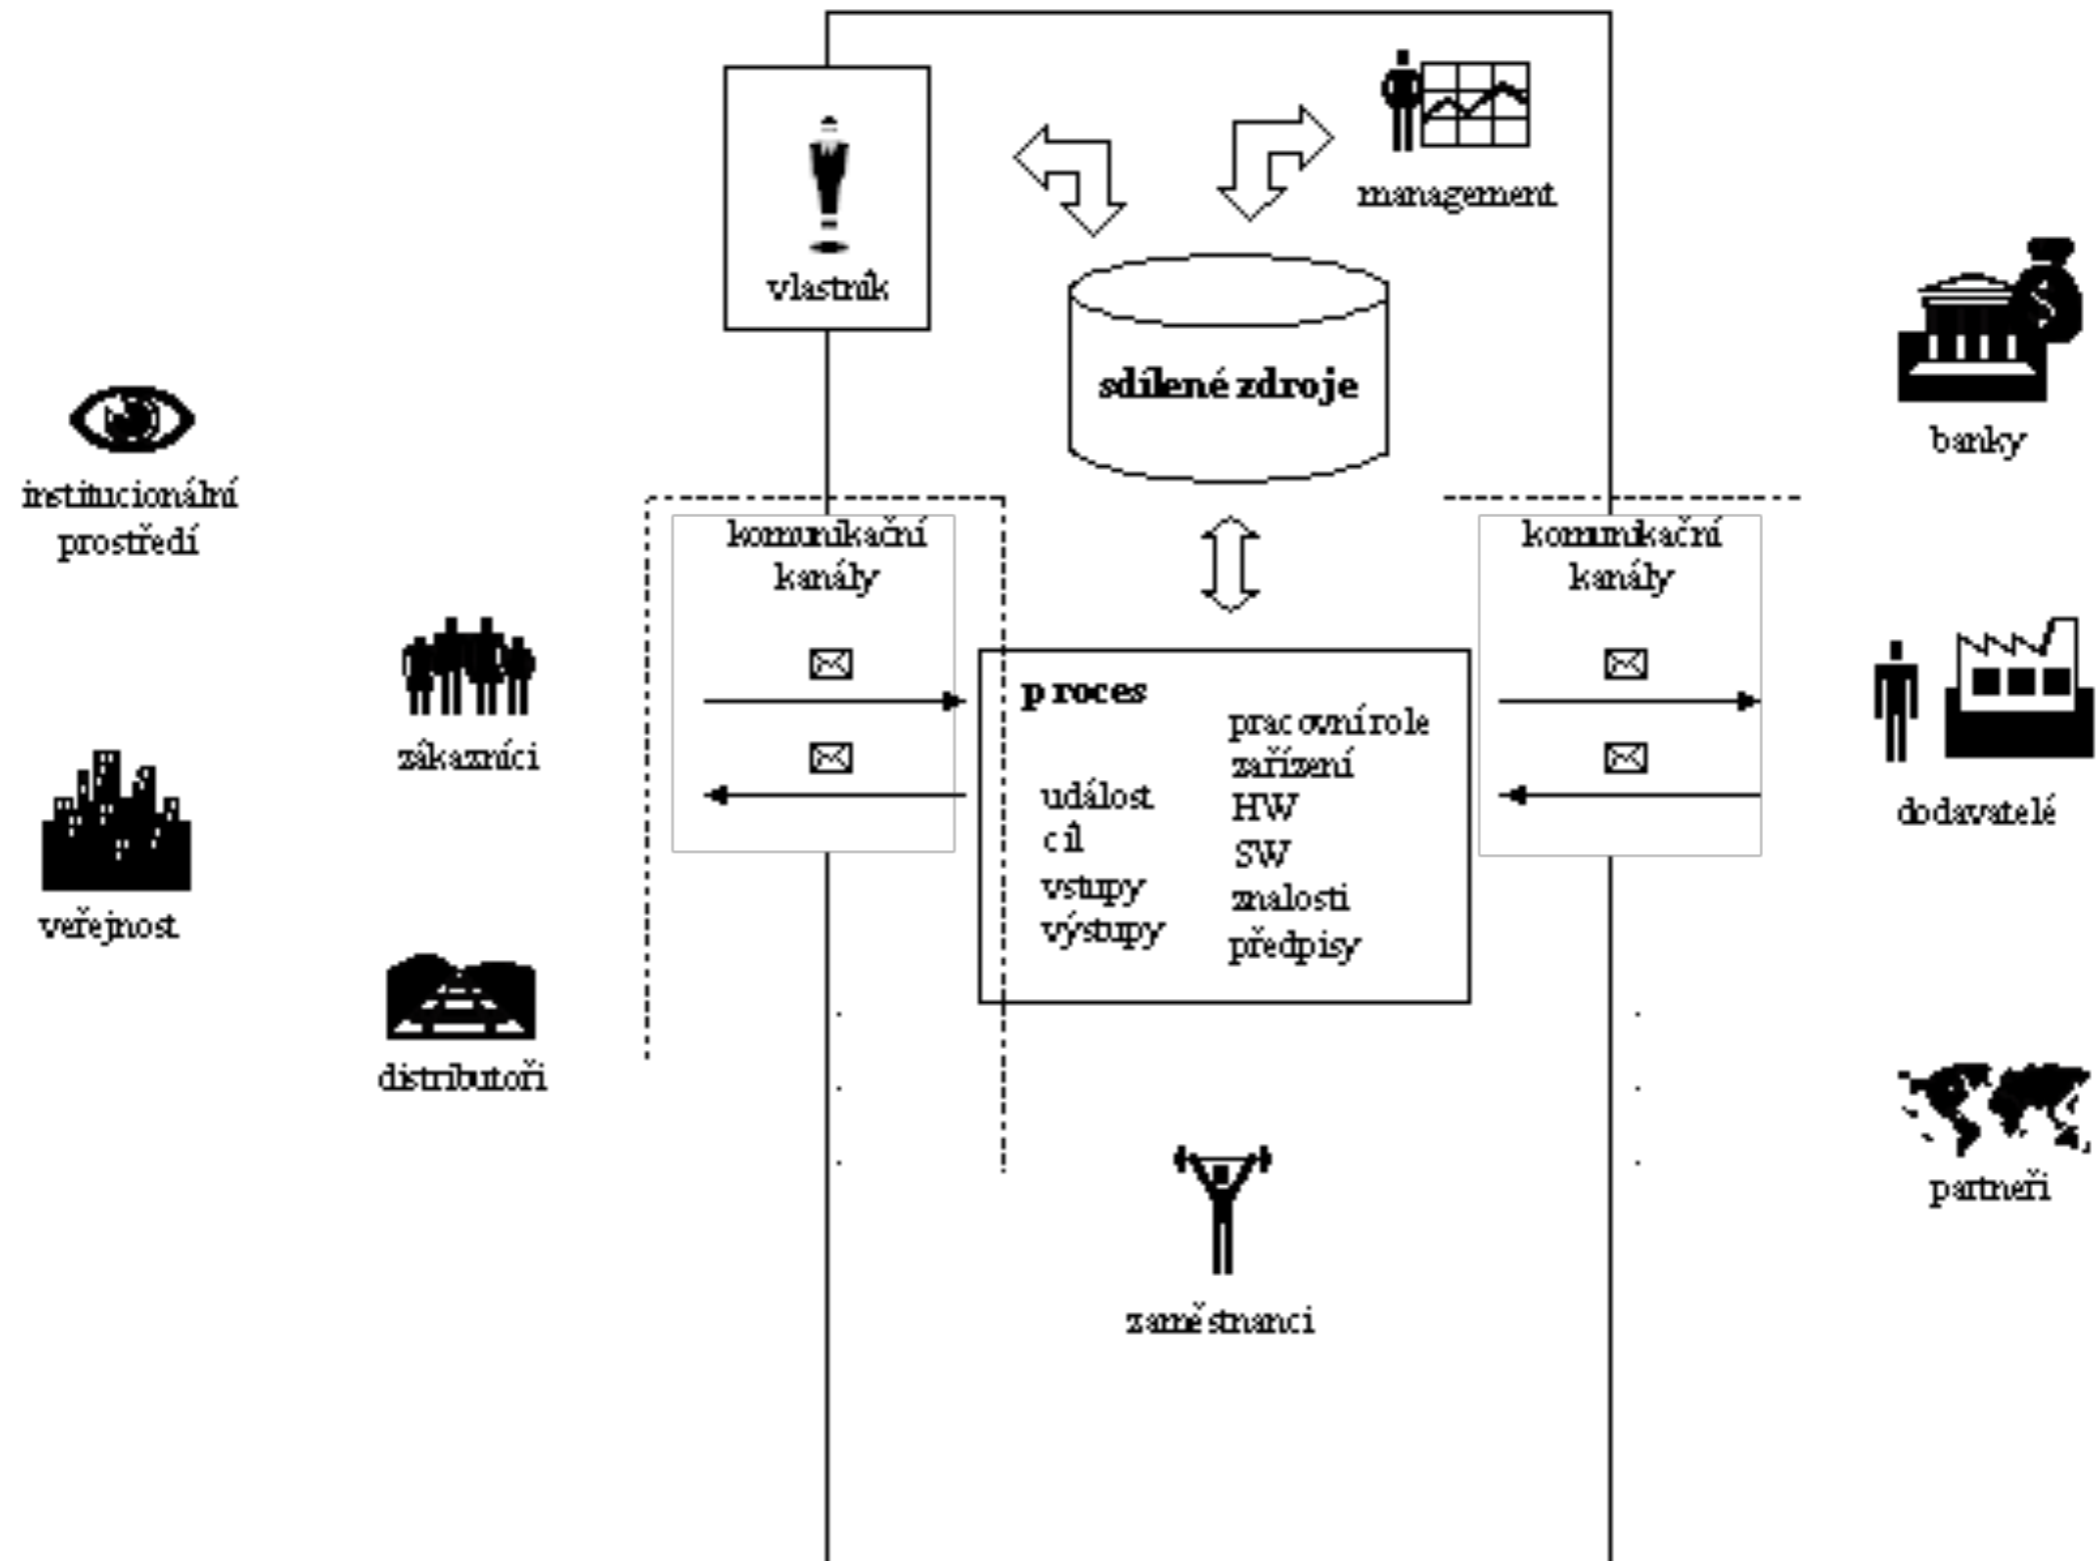 management
vlastník
sdílené zdroje
banky
institucionální
prostředí
komunikační
kanály
komunikační
kanály
zákazníci
proces
pracovní role
zařízení
HW
SW
znalosti
předpisy
událost
cíl
vstupy
výstupy
dodavatelé
veřejnost
distributoři
partneři
zaměstnanci